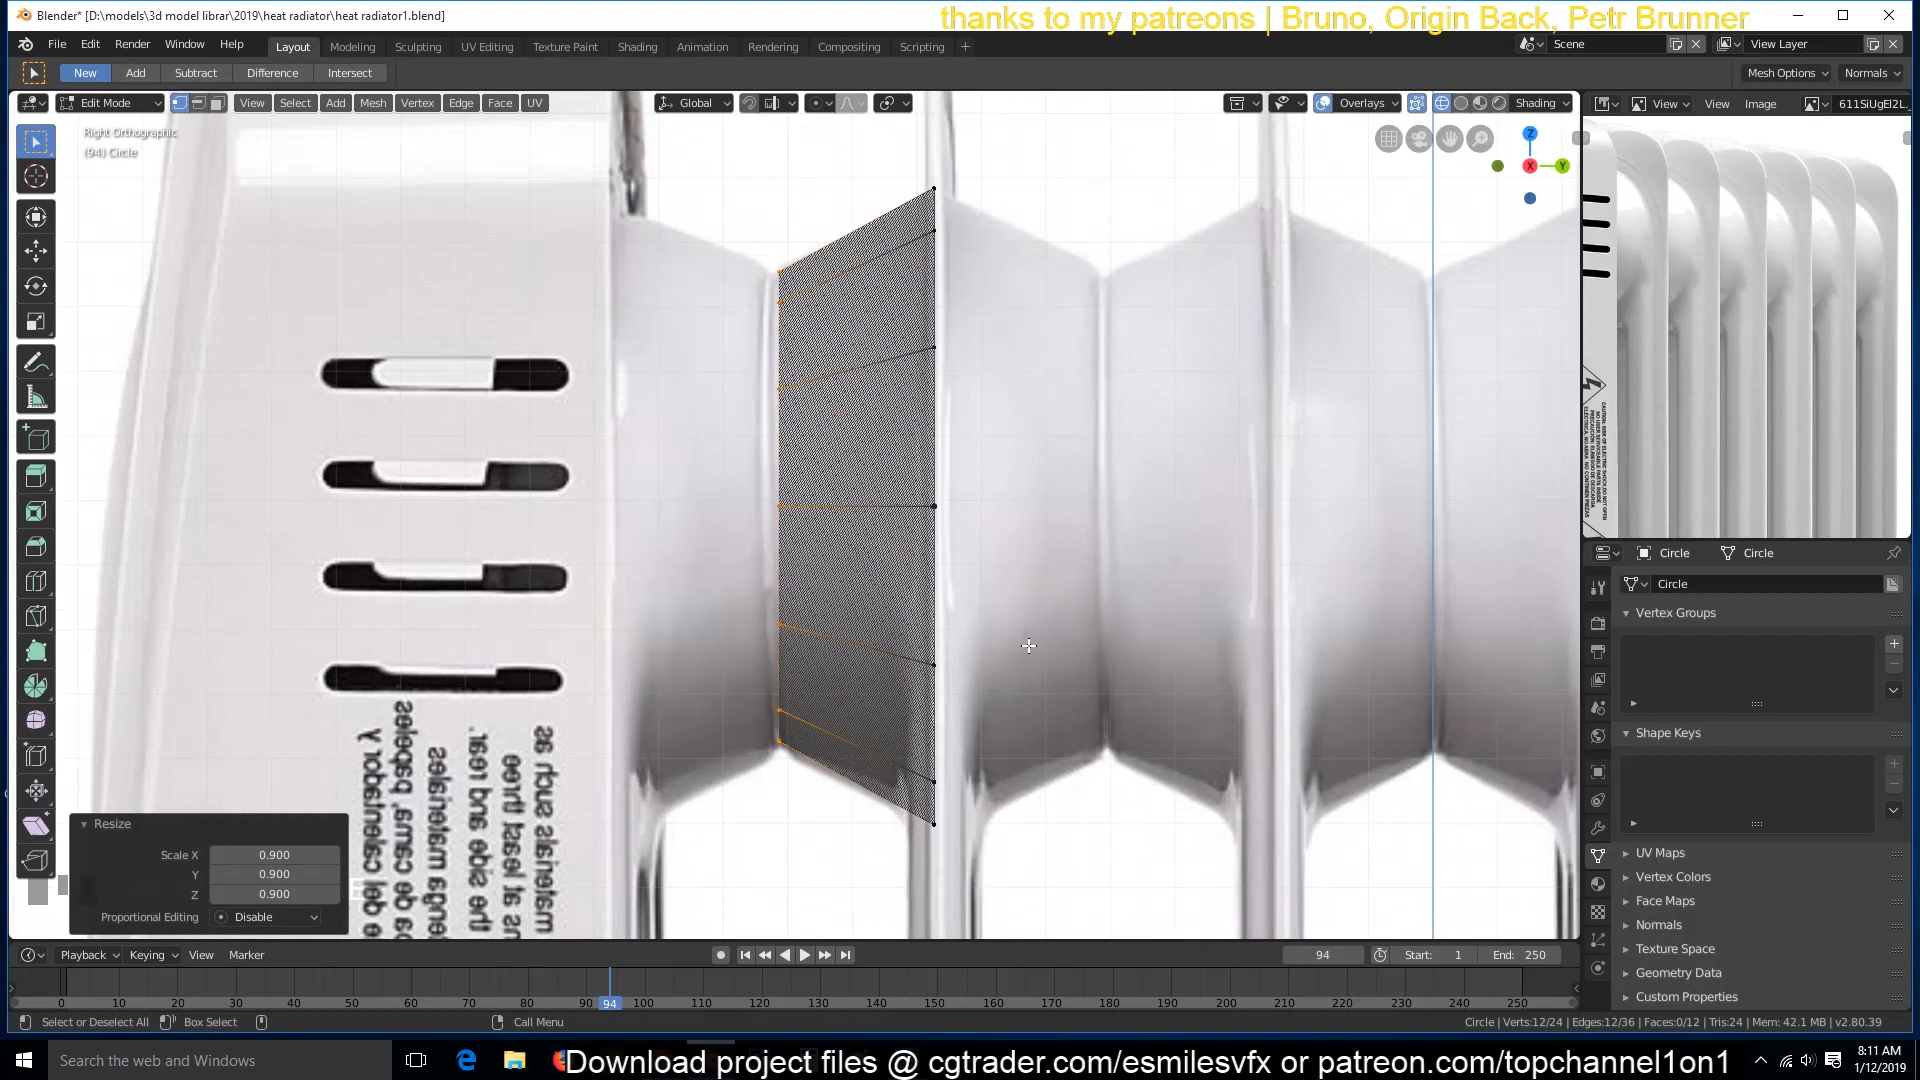 Blender* [D:\models\3d model librar\2019\heat radiator\heat radiator1.blend]
thanks to my patreons | Bruno, Origin Back, Petr Brunner
File Edit Render Window Help Layout Modeling Sculpting UV Editing Texture Paint Shading Animation Rendering Compositing Scripting + Scene View Layer
New Add Subtract Difference Intersect Mesh Options Normals
Edit Mode View Select Add Mesh Vertex Edge Face UV Global Overlays Shading View View Image 611SiUgEl2L.
Right Orthographic
(94) Circle
Z
X Y
Circle Circle
Circle
Vertex Groups
Shape Keys
UV Maps
Vertex Colors
Face Maps
Normals
Texture Space
Geometry Data
Custom Properties
Resize
Scale X 0.900
Y 0.900
Z 0.900
Proportional Editing Disable
Playback Keying View Marker 94 Start: 1 End: 250
0 10 20 30 40 50 60 70 80 90 94 100 110 120 130 140 150 160 170 180 190 200 210 220 230 240 250
Select or Deselect All Box Select Call Menu Circle | Verts:12/24 | Edges:12/36 | Faces:0/12 | Tris:24 | Mem: 42.1 MB | v2.80.39
Search the web and Windows
Download project files @ cgtrader.com/esmilesvfx or patreon.com/topchannel1on1
8:11 AM
1/12/2019